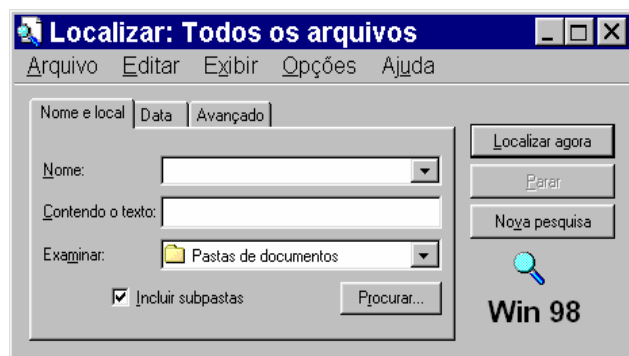 Localizar: Todos os arquivos
Arquivo Editar Exibir Opções Ajuda
Nome e local Data Avançado
Nome:
Contendo o texto:
Examinar: Pastas de documentos
Incluir subpastas Procurar...
Localizar agora
Parar
Nova pesquisa
Win 98